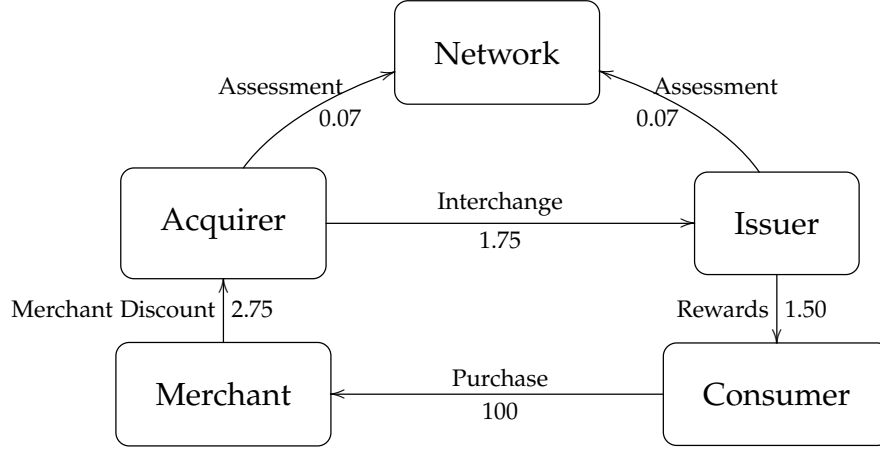 Network
Assessment
0.07
Assessment
0.07
Acquirer
Interchange
1.75
Issuer
Merchant Discount 2.75
Rewards 1.50
Merchant
Purchase
100
Consumer